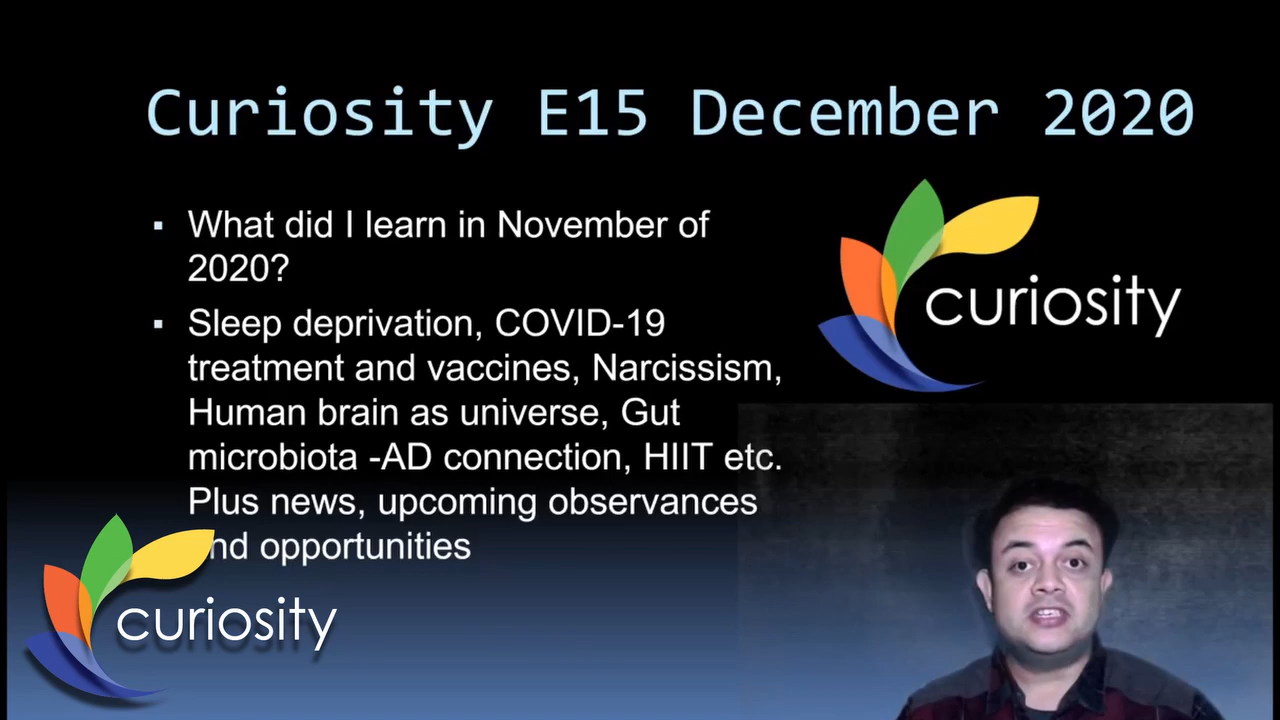 Curiosity E15 December 2020
▪ What did I learn in November of
2020?
▪ Sleep deprivation, COVID-19
treatment and vaccines, Narcissism,
Human brain as universe, Gut
microbiota -AD connection, HIIT etc.
Plus news, upcoming observances
nd opportunities
curiosity
curiosity